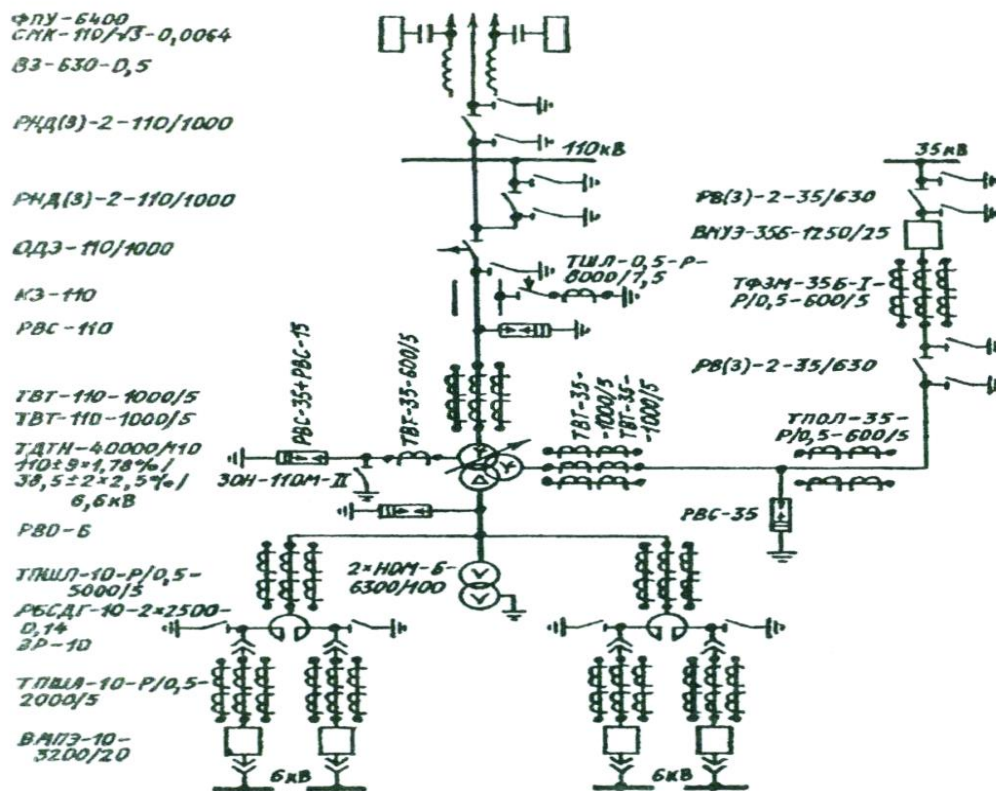 ФПУ-6400
СМК-110/√3-0,0064
ВЗ-630-0,5
РНД(З)-2-110/1000
110кВ
35кВ
РНД(З)-2-110/1000
РВ(З)-2-35/630
ОДЭ-110/1000
ВМУЭ-35Б-1250/25
ТШЛ-0,5-Р-
8000/7,5
КЭ-110
ТФЗМ-35Б-I-
Р/0,5-600/5
РВС-110
РВ(З)-2-35/630
РВС-35+РВС-15
ТВТ-35-600/5
ТВТ-35-
-1000/5
ТВТ-35-
-1000/5
ТВТ-110-1000/5
ТВТ-110-1000/5
ТПОЛ-35-
Р/0,5-600/5
ТДТН-40000/110
110±9×1,78%/
38,5±2×2,5%/
6,6кВ
ЗОН-110М-II
РВС-35
РВО-6
ТПШЛ-10-Р/0,5-
5000/5
2×НОМ-6-
6300/100
РБСДГ-10-2×2500-
0,14
ВР-10
ТПШЛ-10-Р/0,5-
2000/5
ВМПЭ-10-
3200/20
6кВ
6кВ